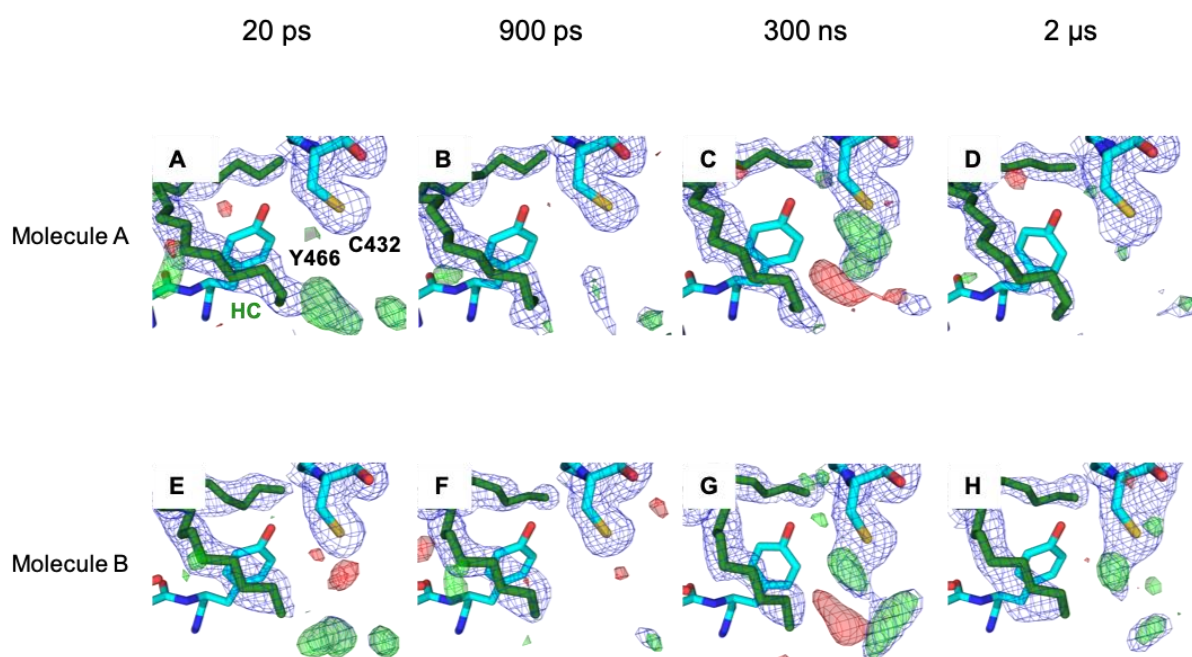 20 ps 900 ps 300 ns 2 µs
Molecule A
A B C D
Y466 C432
HC
Molecule B
E F G H